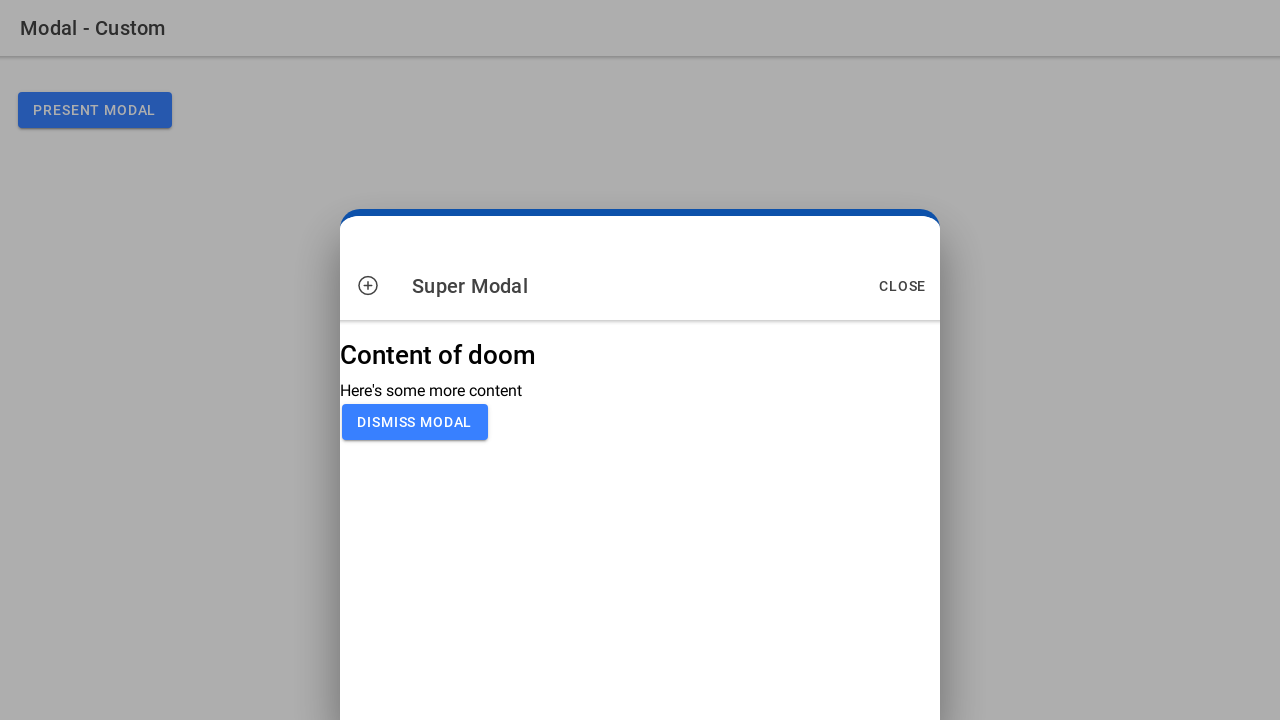 Modal - Custom
PRESENT MODAL
Super Modal
CLOSE
Content of doom
Here's some more content
DISMISS MODAL